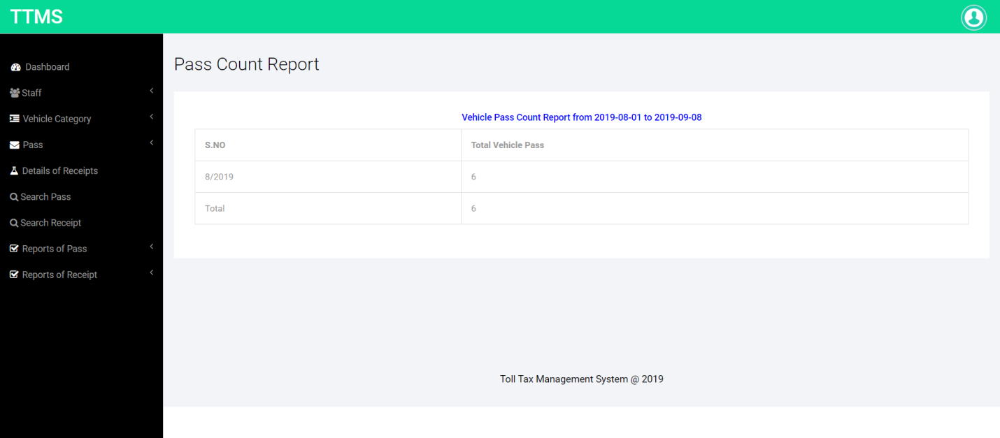 TTMS
Dashboard
Staff
Vehicle Category
Pass
Details of Receipts
Search Pass
Search Receipt
Reports of Pass
Reports of Receipt
Pass Count Report
Vehicle Pass Count Report from 2019-08-01 to 2019-09-08
S.NO Total Vehicle Pass
8/2019 6
Total 6
Toll Tax Management System @ 2019